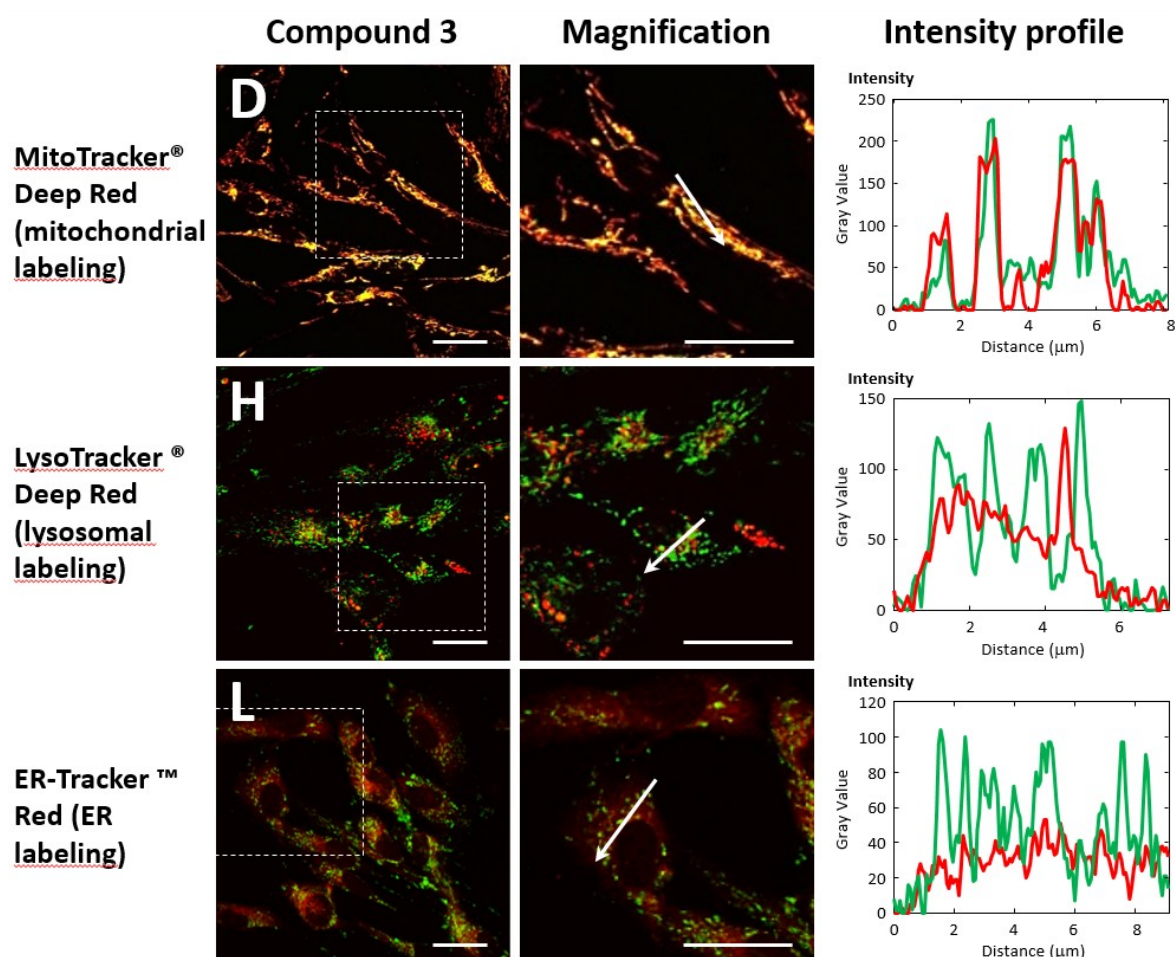 Compound 3
Magnification
Intensity profile
MitoTracker®
Deep Red
(mitochondrial
labeling)
D
Intensity
250
200
150
100
50
0
Gray Value
0 2 4 6 8
Distance (μm)
LysoTracker ®
Deep Red
(lysosomal
labeling)
H
Intensity
150
100
50
0
Gray Value
0 2 4 6
Distance (μm)
ER-Tracker ™
Red (ER
labeling)
L
Intensity
120
100
80
60
40
20
0
Gray Value
0 2 4 6 8
Distance (μm)